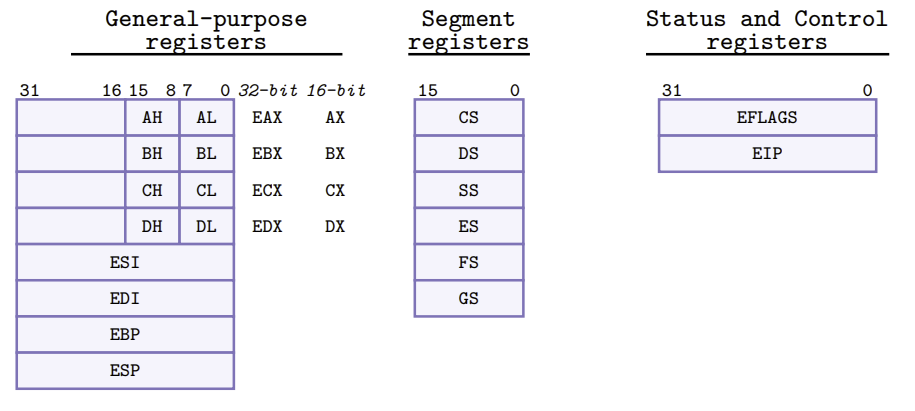 General-purpose
registers
Segment
registers
Status and Control
registers
31 16 15 8 7 0 32-bit 16-bit
15 0
31 0
AH AL EAX AX
BH BL EBX BX
CH CL ECX CX
DH DL EDX DX
ESI
EDI
EBP
ESP
CS
DS
SS
ES
FS
GS
EFLAGS
EIP